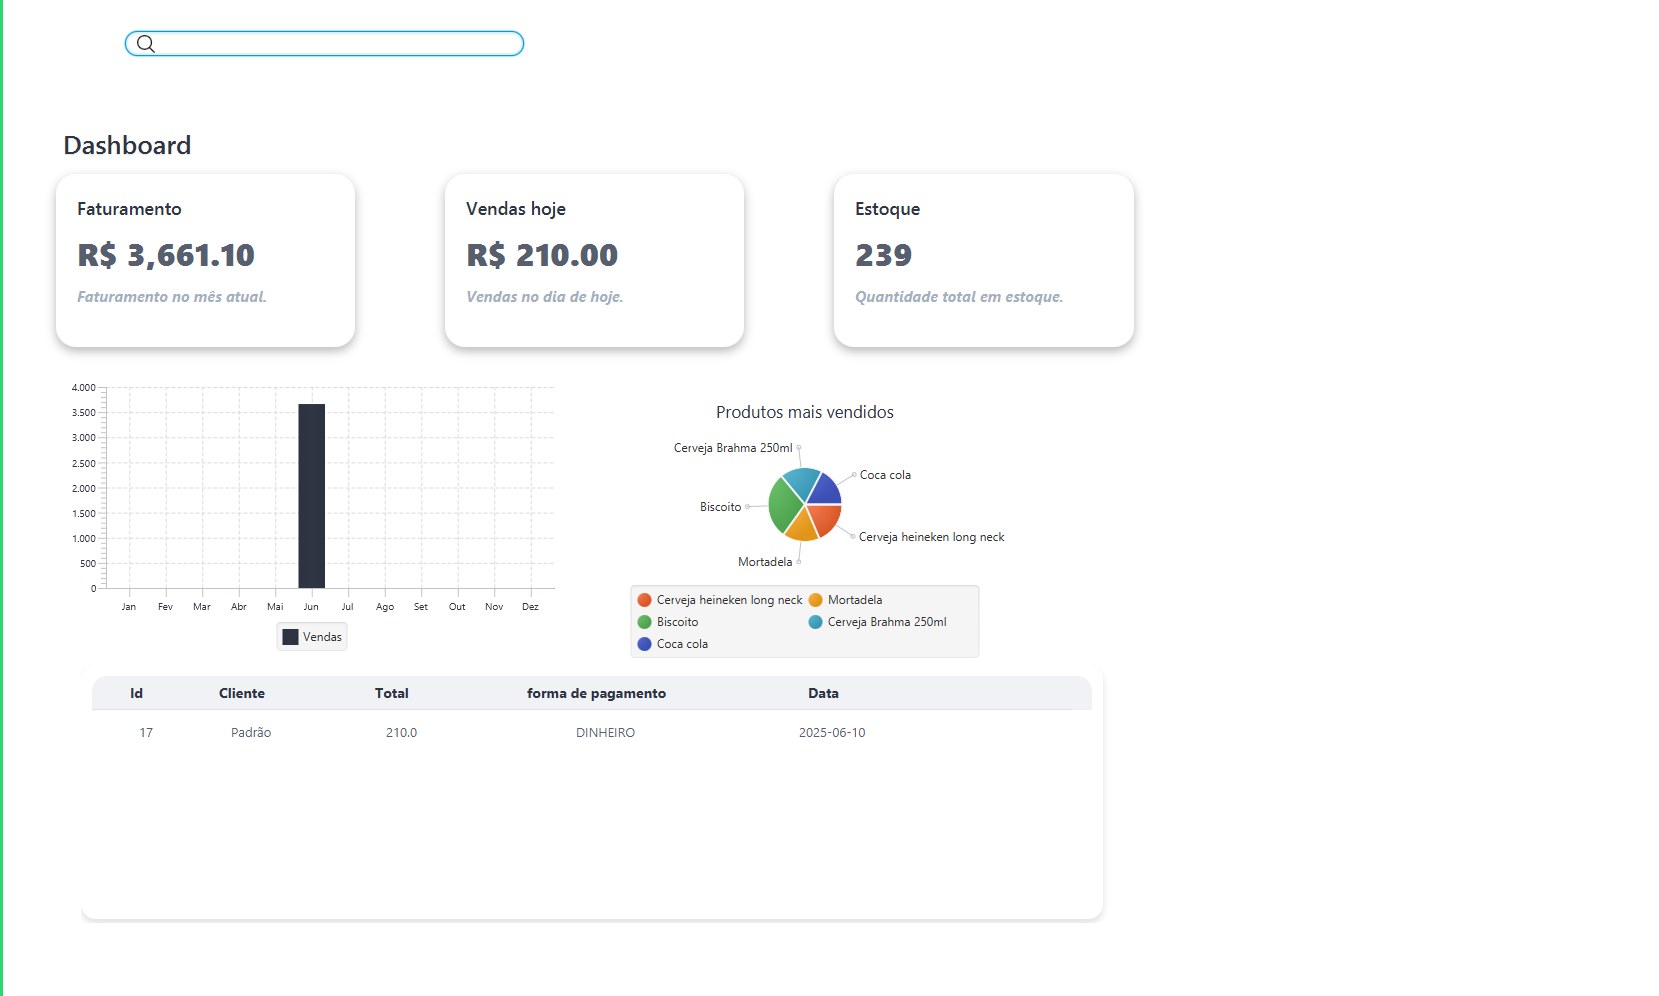 Dashboard
Faturamento
R$ 3,661.10
Faturamento no mês atual.
Vendas hoje
R$ 210.00
Vendas no dia de hoje.
Estoque
239
Quantidade total em estoque.
4.000
3.500
3.000
2.500
2.000
1.500
1.000
500
0
Jan Fev Mar Abr Mai Jun Jul Ago Set Out Nov Dez
Vendas
Produtos mais vendidos
Cerveja Brahma 250ml
Coca cola
Biscoito
Cerveja heineken long neck
Mortadela
Cerveja heineken long neck Mortadela
Biscoito Cerveja Brahma 250ml
Coca cola
Id Cliente Total forma de pagamento Data
17 Padrão 210.0 DINHEIRO 2025-06-10